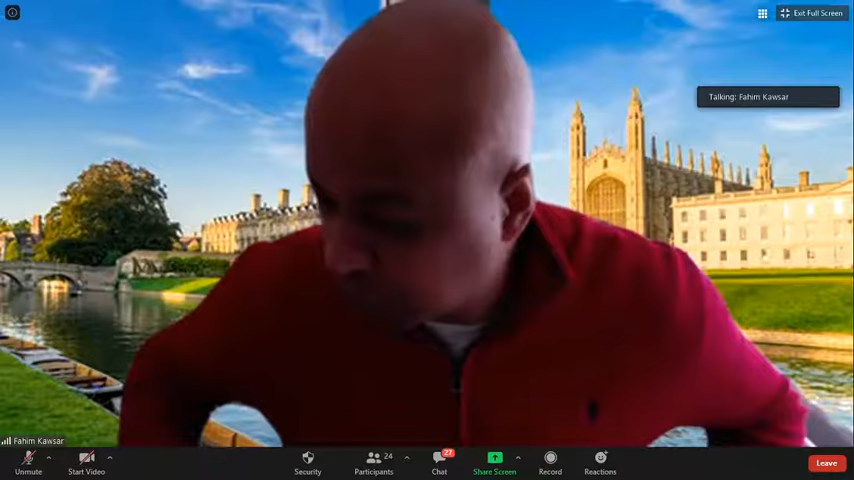 Exit Full Screen
Talking: Fahim Kawsar
Fahim Kawsar
Unmute
Start Video
Security
24
Participants
27
Chat
Share Screen
Record
Reactions
Leave